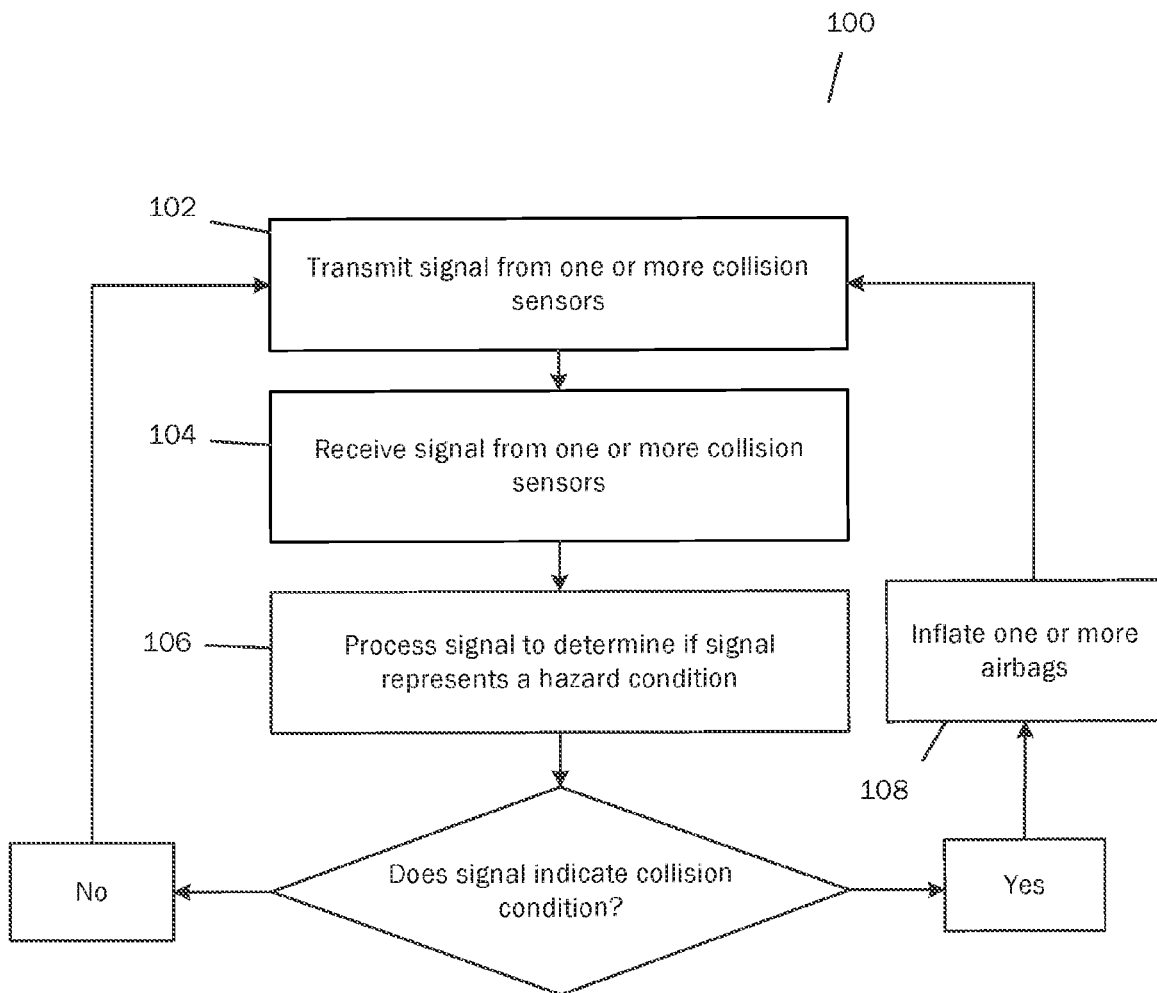 100
102
Transmit signal from one or more collision
sensors
104
Receive signal from one or more collision
sensors
106
Process signal to determine if signal
represents a hazard condition
Inflate one or more
airbags
108
No
Does signal indicate collision
condition?
Yes